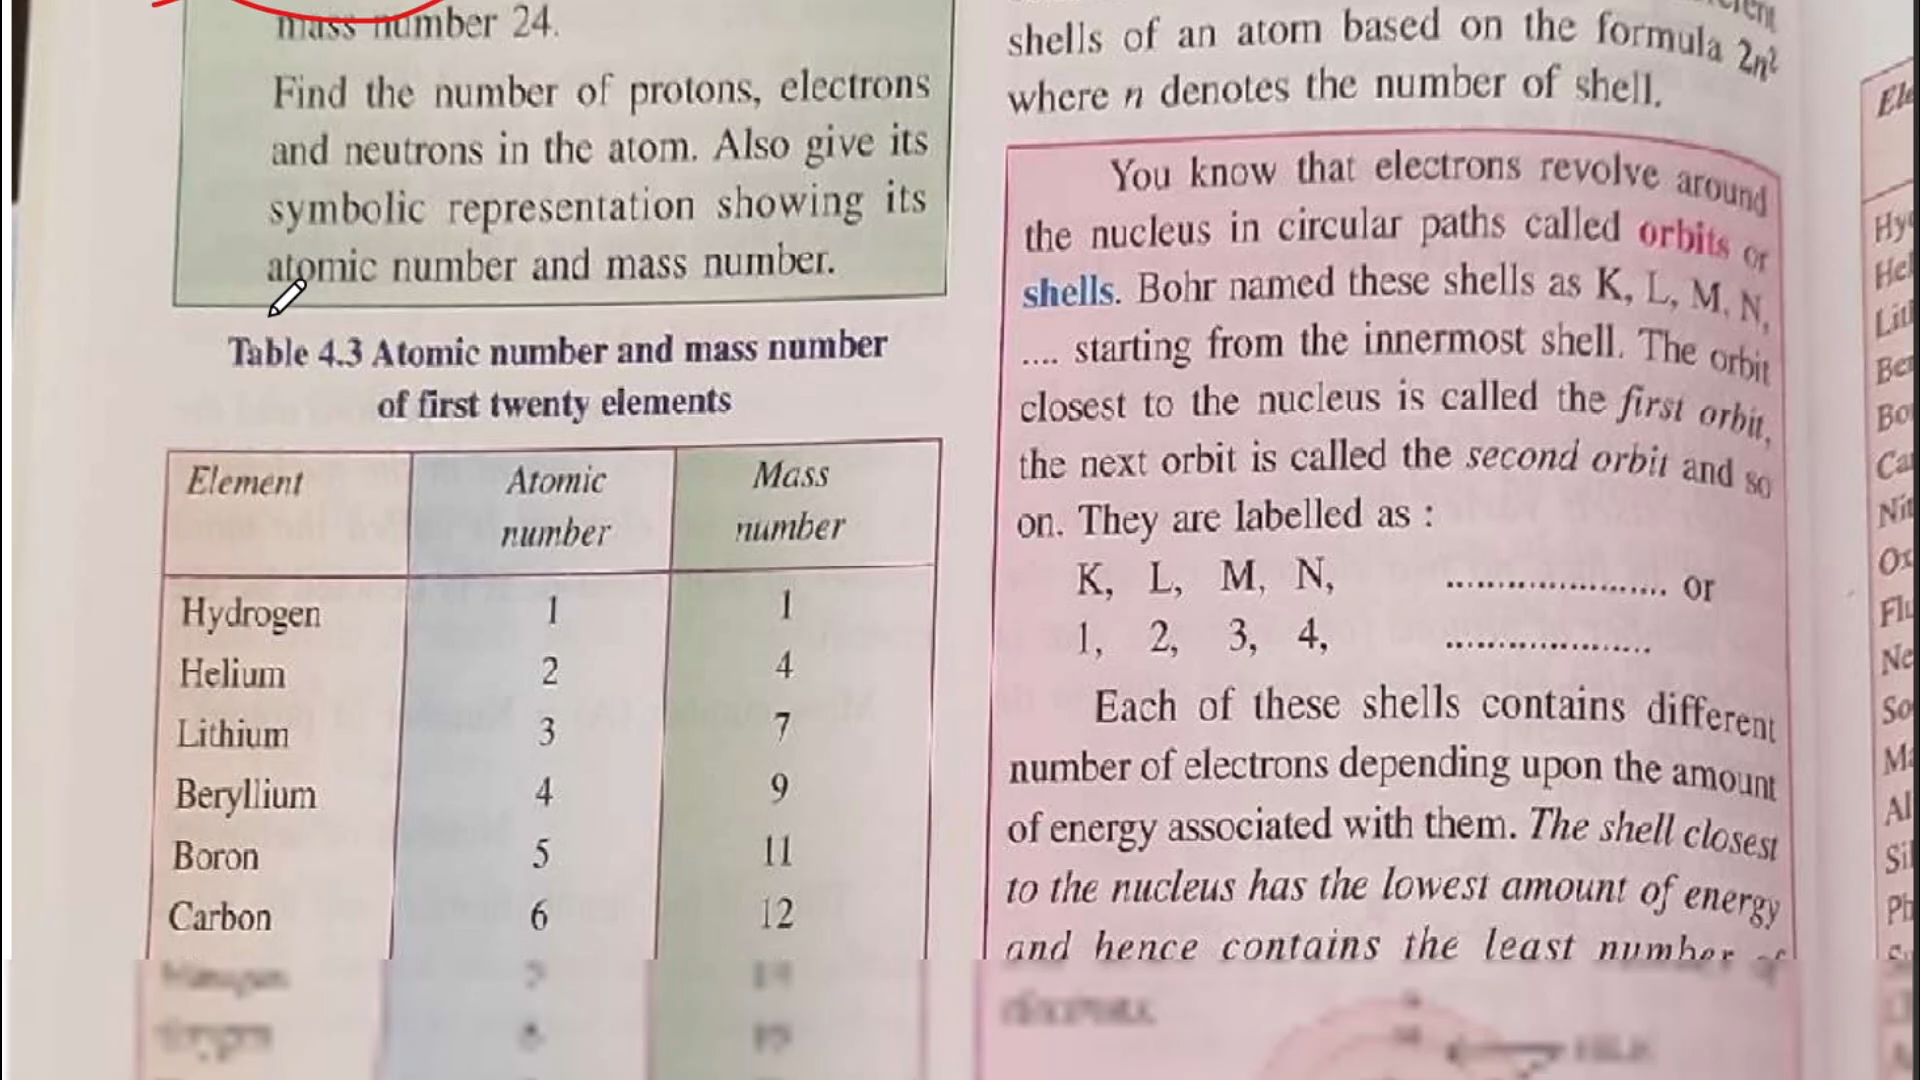 mass number 24.
Find the number of protons, electrons
and neutrons in the atom. Also give its
symbolic representation showing its
atomic number and mass number.
Table 4.3 Atomic number and mass number
of first twenty elements
Element Atomic number Mass number
Hydrogen 1 1
Helium 2 4
Lithium 3 7
Beryllium 4 9
Boron 5 11
Carbon 6 12
shells of an atom based on the formula 2n²
where n denotes the number of shell.
You know that electrons revolve around
the nucleus in circular paths called orbits or
shells. Bohr named these shells as K, L, M, N,
.... starting from the innermost shell. The orbit
closest to the nucleus is called the first orbit,
the next orbit is called the second orbit and so
on. They are labelled as :
K, L, M, N, ...................... or
1, 2, 3, 4, .....................
Each of these shells contains different
number of electrons depending upon the amount
of energy associated with them. The shell closest
to the nucleus has the lowest amount of energy
and hence contains the least number of